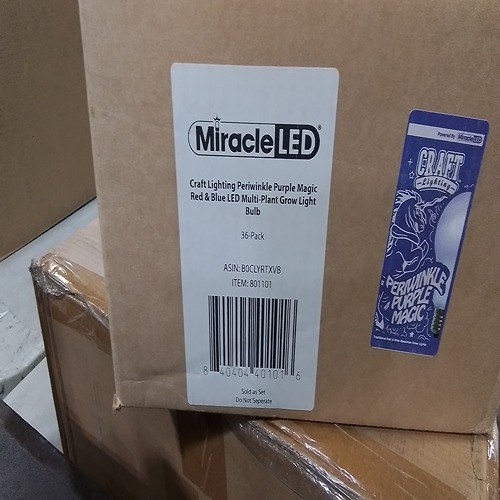 MiracleLED®
Craft Lighting Periwinkle Purple Magic
Red & Blue LED Multi-Plant Grow Light
Bulb
36-Pack
ASIN: B0CLYRTXVB
ITEM: 801101
8 40404 40101 6
Sold as Set
Do Not Seperate
Powered By MiracleLED
CRAFT
Lighting
PERIWINKLE
PURPLE
MAGIC